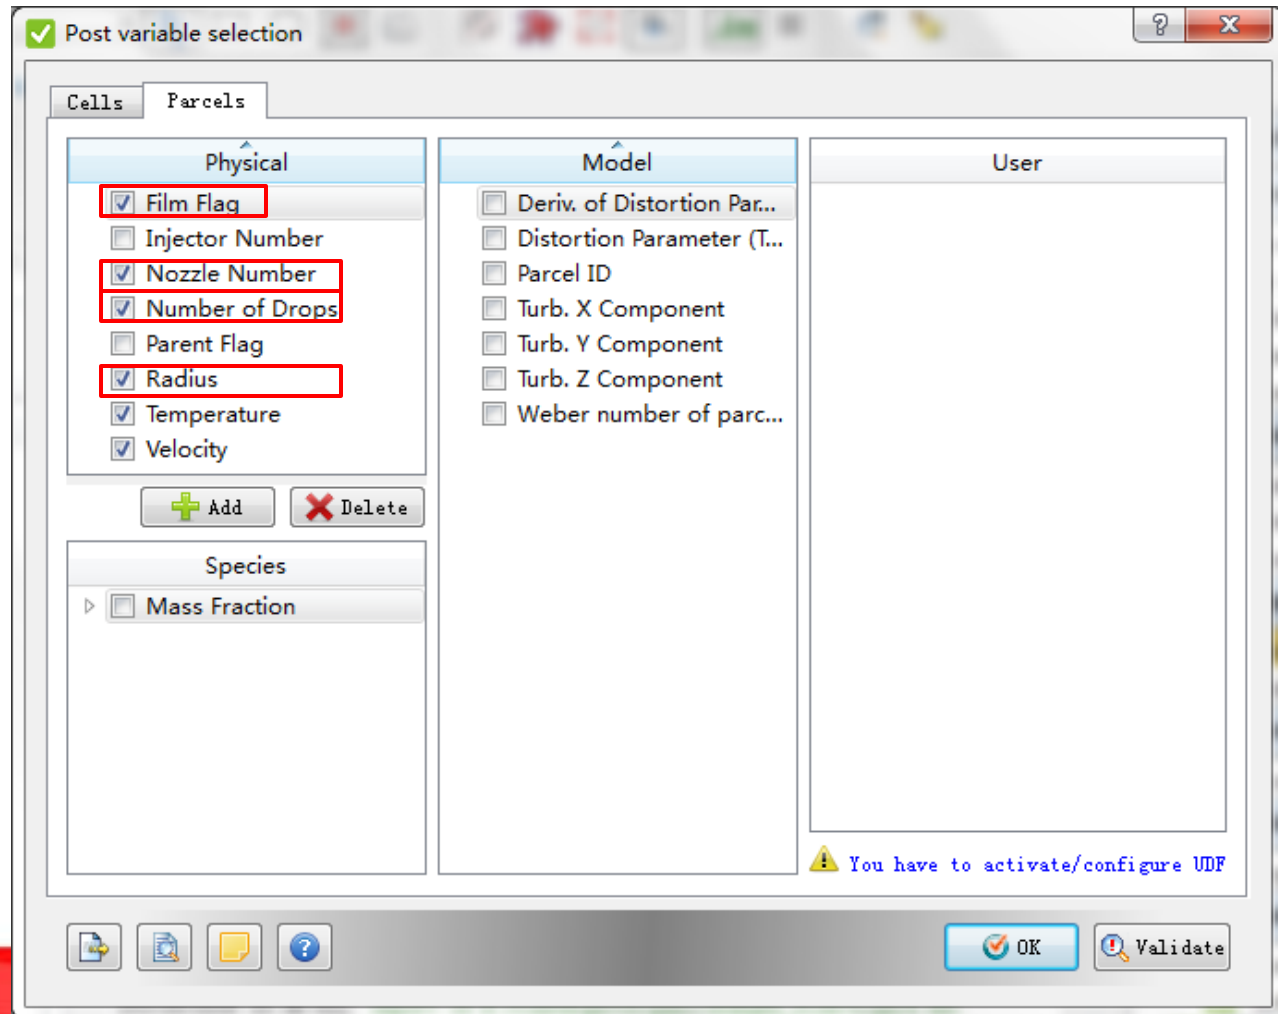 Post variable selection
Cells Parcels
Physical
Film Flag
Injector Number
Nozzle Number
Number of Drops
Parent Flag
Radius
Temperature
Velocity
Add Delete
Species
Mass Fraction
Model
Deriv. of Distortion Par...
Distortion Parameter (T...
Parcel ID
Turb. X Component
Turb. Y Component
Turb. Z Component
Weber number of parc...
User
You have to activate/configure UDF
OK Validate